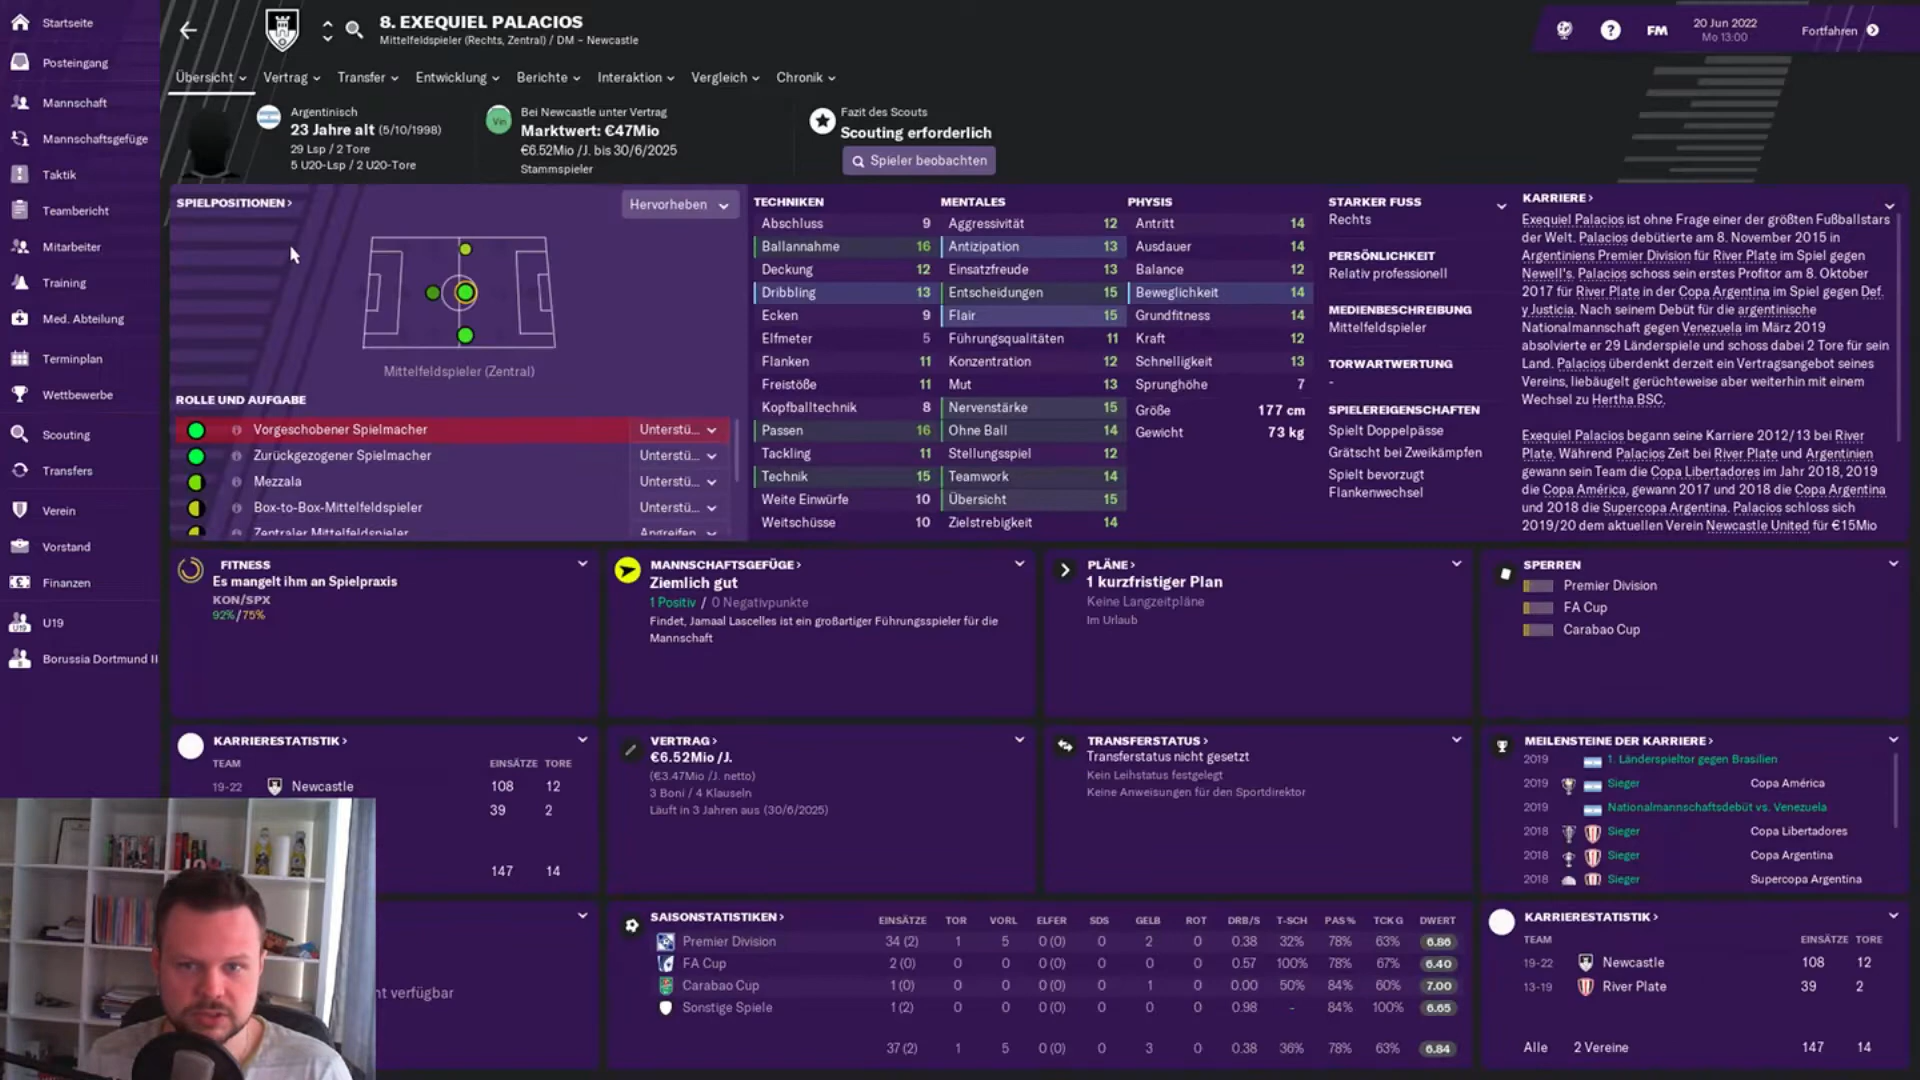 Startseite
Posteingang
Mannschaft
Mannschaftsgefüge
Taktik
Teambericht
Mitarbeiter
Training
Med. Abteilung
Terminplan
Wettbewerbe
Scouting
Transfers
Verein
Vorstand
Finanzen
U19
Borussia Dortmund II
8. EXEQUIEL PALACIOS
Mittelfeldspieler (Rechts, Zentral) / DM - Newcastle
FM
20 Jun 2022
Mo 13:00
Fortfahren
Übersicht Vertrag Transfer Entwicklung Berichte Interaktion Vergleich Chronik
Argentinisch
23 Jahre alt (5/10/1998)
29 Lsp / 2 Tore
5 U20-Lsp / 2 U20-Tore
Vin
Bei Newcastle unter Vertrag
Marktwert: €47Mio
€6.52Mio /J. bis 30/6/2025
Stammspieler
Fazit des Scouts
Scouting erforderlich
Spieler beobachten
SPIELPOSITIONEN
Hervorheben
Mittelfeldspieler (Zentral)
ROLLE UND AUFGABE
Vorgeschobener Spielmacher Unterstü...
Zurückgezogener Spielmacher Unterstü...
Mezzala Unterstü...
Box-to-Box-Mittelfeldspieler Unterstü...
Zentraler Mittelfeldspieler Angreifen
TECHNIKEN
Abschluss 9
Ballannahme 16
Deckung 12
Dribbling 13
Ecken 9
Elfmeter 5
Flanken 11
Freistöße 11
Kopfballtechnik 8
Passen 16
Tackling 11
Technik 15
Weite Einwürfe 10
Weitschüsse 10
MENTALES
Aggressivität 12
Antizipation 13
Einsatzfreude 13
Entscheidungen 15
Flair 15
Führungsqualitäten 11
Konzentration 12
Mut 13
Nervenstärke 15
Ohne Ball 14
Stellungsspiel 12
Teamwork 14
Übersicht 15
Zielstrebigkeit 14
PHYSIS
Antritt 14
Ausdauer 14
Balance 12
Beweglichkeit 14
Grundfitness 14
Kraft 12
Schnelligkeit 13
Sprunghöhe 7
Größe 177 cm
Gewicht 73 kg
STARKER FUSS
Rechts
PERSÖNLICHKEIT
Relativ professionell
MEDIENBESCHREIBUNG
Mittelfeldspieler
TORWARTWERTUNG
-
SPIELEREIGENSCHAFTEN
Spielt Doppelpässe
Grätscht bei Zweikämpfen
Spielt bevorzugt
Flankenwechsel
KARRIERE
Exequiel Palacios ist ohne Frage einer der größten Fußballstars
der Welt. Palacios debütierte am 8. November 2015 in
Argentiniens Premier Division für River Plate im Spiel gegen
Newell's. Palacios schoss sein erstes Profitor am 8. Oktober
2017 für River Plate in der Copa Argentina im Spiel gegen Def.
y Justicia. Nach seinem Debüt für die argentinische
Nationalmannschaft gegen Venezuela im März 2019
absolvierte er 29 Länderspiele und schoss dabei 2 Tore für sein
Land. Palacios überdenkt derzeit ein Vertragsangebot seines
Vereins, liebäugelt gerüchteweise aber weiterhin mit einem
Wechsel zu Hertha BSC.
Exequiel Palacios begann seine Karriere 2012/13 bei River
Plate. Während Palacios Zeit bei River Plate und Argentinien
gewann sein Team die Copa Libertadores im Jahr 2018, 2019
die Copa América, gewann 2017 und 2018 die Copa Argentina
und 2018 die Supercopa Argentina. Palacios schloss sich
2019/20 dem aktuellen Verein Newcastle United für €15Mio
FITNESS
Es mangelt ihm an Spielpraxis
KON/SPX
92%/75%
MANNSCHAFTSGEFÜGE
Ziemlich gut
1 Positiv / 0 Negativpunkte
Findet, Jamaal Lascelles ist ein großartiger Führungsspieler für die
Mannschaft
PLÄNE
1 kurzfristiger Plan
Keine Langzeitpläne
Im Urlaub
SPERREN
Premier Division
FA Cup
Carabao Cup
KARRIERESTATISTIK
TEAM EINSÄTZE TORE
19-22 Newcastle 108 12
39 2
147 14
VERTRAG
€6.52Mio /J.
(€3.47Mio /J. netto)
3 Boni / 4 Klauseln
Läuft in 3 Jahren aus (30/6/2025)
TRANSFERSTATUS
Transferstatus nicht gesetzt
Kein Leihstatus festgelegt
Keine Anweisungen für den Sportdirektor
MEILENSTEINE DER KARRIERE
2019 1. Länderspieltor gegen Brasilien
2019 Sieger Copa América
2019 Nationalmannschaftsdebüt vs. Venezuela
2018 Sieger Copa Libertadores
2018 Sieger Copa Argentina
2018 Sieger Supercopa Argentina
nt verfügbar
SAISONSTATISTIKEN EINSÄTZE TOR VORL ELFER SDS GELB ROT DRB/S T-SCH PAS% TCK G DWERT
Premier Division 34 (2) 1 5 0 (0) 0 2 0 0.38 32% 78% 63% 6.86
FA Cup 2 (0) 0 0 0 (0) 0 0 0 0.57 100% 78% 67% 6.40
Carabao Cup 1 (0) 0 0 0 (0) 0 1 0 0.00 50% 84% 60% 7.00
Sonstige Spiele 1 (2) 0 0 0 (0) 0 0 0 0.98 - 84% 100% 6.65
37 (2) 1 5 0 (0) 0 3 0 0.38 36% 78% 63% 6.84
KARRIERESTATISTIK
TEAM EINSÄTZE TORE
19-22 Newcastle 108 12
13-19 River Plate 39 2
Alle 2 Vereine 147 14